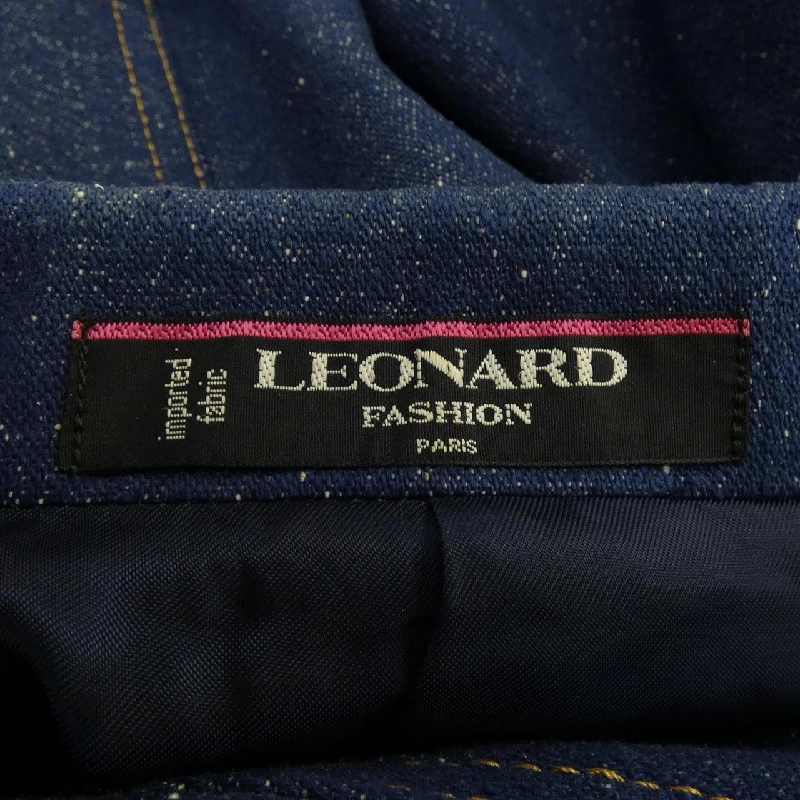 imported
fabric
LEONARD
FASHION
PARIS